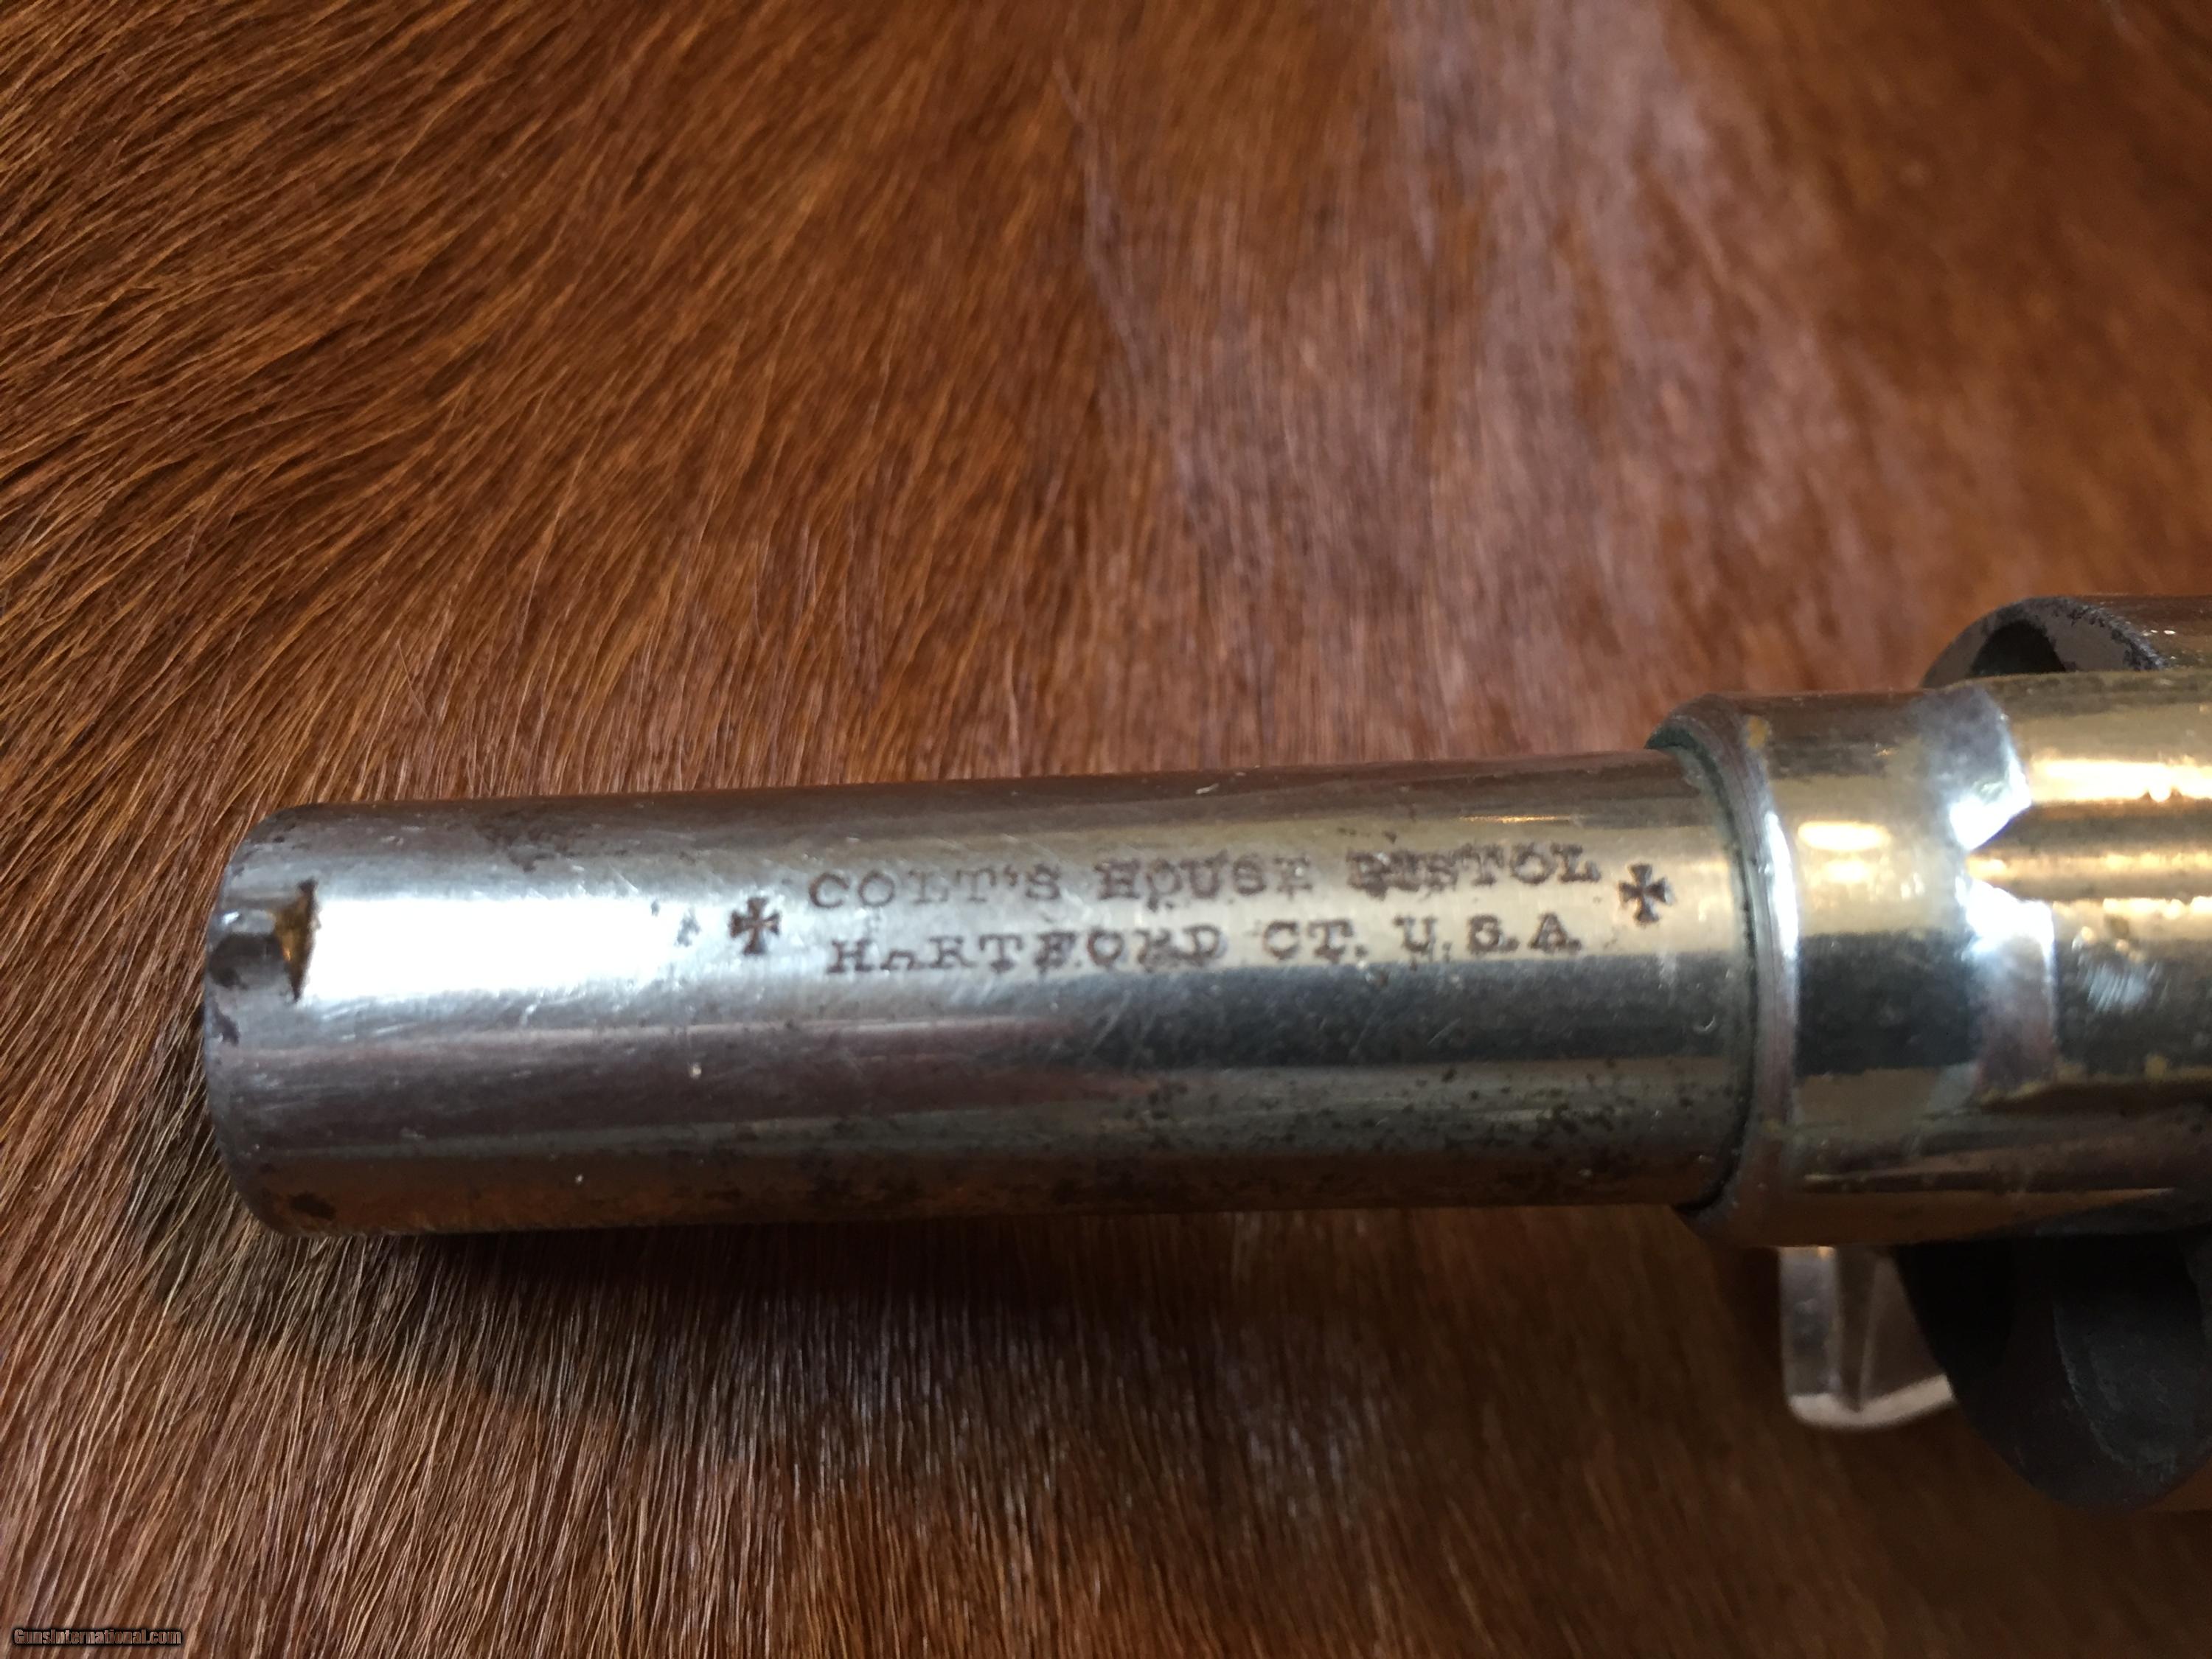 ✠ COLT'S HOUSE PISTOL ✠
HARTFORD CT. U.S.A.
GunsInternational.com